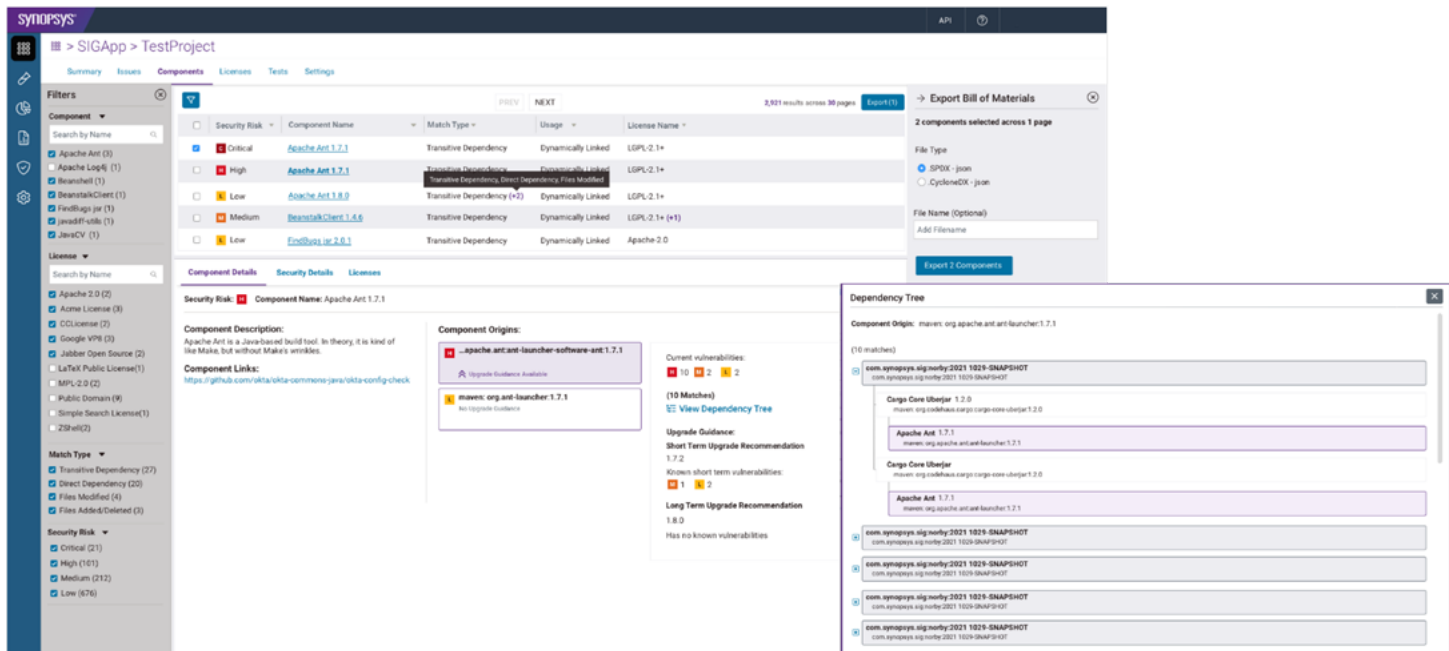 SYNOPSYS
API
> SIGApp > TestProject
Summary Issues Components Licenses Tests Settings
Filters
Component
Search by Name
Apache Ant (3)
Apache Log4j (1)
Beanshell (1)
BeanstalkClient (1)
FindBugs jar (1)
javadiff-utils (1)
JavaCV (1)
License
Search by Name
Apache 2.0 (2)
Acme License (3)
CCLicense (2)
Google VP8 (3)
Jabber Open Source (2)
LaTeX Public License(1)
MPL-2.0 (2)
Public Domain (9)
Simple Search License(1)
ZShell(2)
Match Type
Transitive Dependency (27)
Direct Dependency (20)
Files Modified (4)
Files Added/Deleted (3)
Security Risk
Critical (21)
High (101)
Medium (212)
Low (676)
PREV NEXT
2,921 results across 30 pages
Export (1)
Security Risk Component Name Match Type Usage License Name
C Critical Apache Ant 1.7.1 Transitive Dependency Dynamically Linked LGPL-2.1+
H High Apache Ant 1.7.1 Transitive Dependency Dynamically Linked LGPL-2.1+
Transitive Dependency, Direct Dependency, Files Modified
L Low Apache Ant 1.8.0 Transitive Dependency (+2) Dynamically Linked LGPL-2.1+
M Medium BeanstalkClient 1.4.6 Transitive Dependency Dynamically Linked LGPL-2.1+ (+1)
L Low FindBugs jar 2.0.1 Transitive Dependency Dynamically Linked Apache-2.0
Export Bill of Materials
2 components selected across 1 page
File Type
SPDX - json
CycloneDX - json
File Name (Optional)
Add Filename
Export 2 Components
Component Details Security Details Licenses
Security Risk: H Component Name: Apache Ant 1.7.1
Component Description:
Apache Ant is a Java-based build tool. In theory, it is kind of
like Make, but without Make's wrinkles.
Component Links:
https://github.com/okta/okta-commons-java/okta-config-check
Component Origins:
H ...apache.ant:ant-launcher-software-ant:1.7.1
Upgrade Guidance Available
L maven: org.ant-launcher:1.7.1
No Upgrade Guidance
Current vulnerabilities:
H 10 M 2 L 2
(10 Matches)
View Dependency Tree
Upgrade Guidance:
Short Term Upgrade Recommendation
1.7.2
Known short term vulnerabilities:
M 1 L 2
Long Term Upgrade Recommendation
1.8.0
Has no known vulnerabilities
Dependency Tree
Component Origin: maven: org.apache.ant:ant-launcher:1.7.1
(10 matches)
com.synopsys.sig:norby:2021 1029-SNAPSHOT
com.synopsys.sig:norby:2021 1029-SNAPSHOT
Cargo Core Uberjar 1.2.0
maven: org.codehaus.cargo:cargo-core-uberjar:1.2.0
Apache Ant 1.7.1
maven: org.apache.ant:ant-launcher:1.7.1
Cargo Core Uberjar
maven: org.codehaus.cargo:cargo-core-uberjar:1.2.0
Apache Ant 1.7.1
maven: org.apache.ant:ant-launcher:1.7.1
com.synopsys.sig:norby:2021 1029-SNAPSHOT
com.synopsys.sig:norby:2021 1029-SNAPSHOT
com.synopsys.sig:norby:2021 1029-SNAPSHOT
com.synopsys.sig:norby:2021 1029-SNAPSHOT
com.synopsys.sig:norby:2021 1029-SNAPSHOT
com.synopsys.sig:norby:2021 1029-SNAPSHOT
com.synopsys.sig:norby:2021 1029-SNAPSHOT
com.synopsys.sig:norby:2021 1029-SNAPSHOT